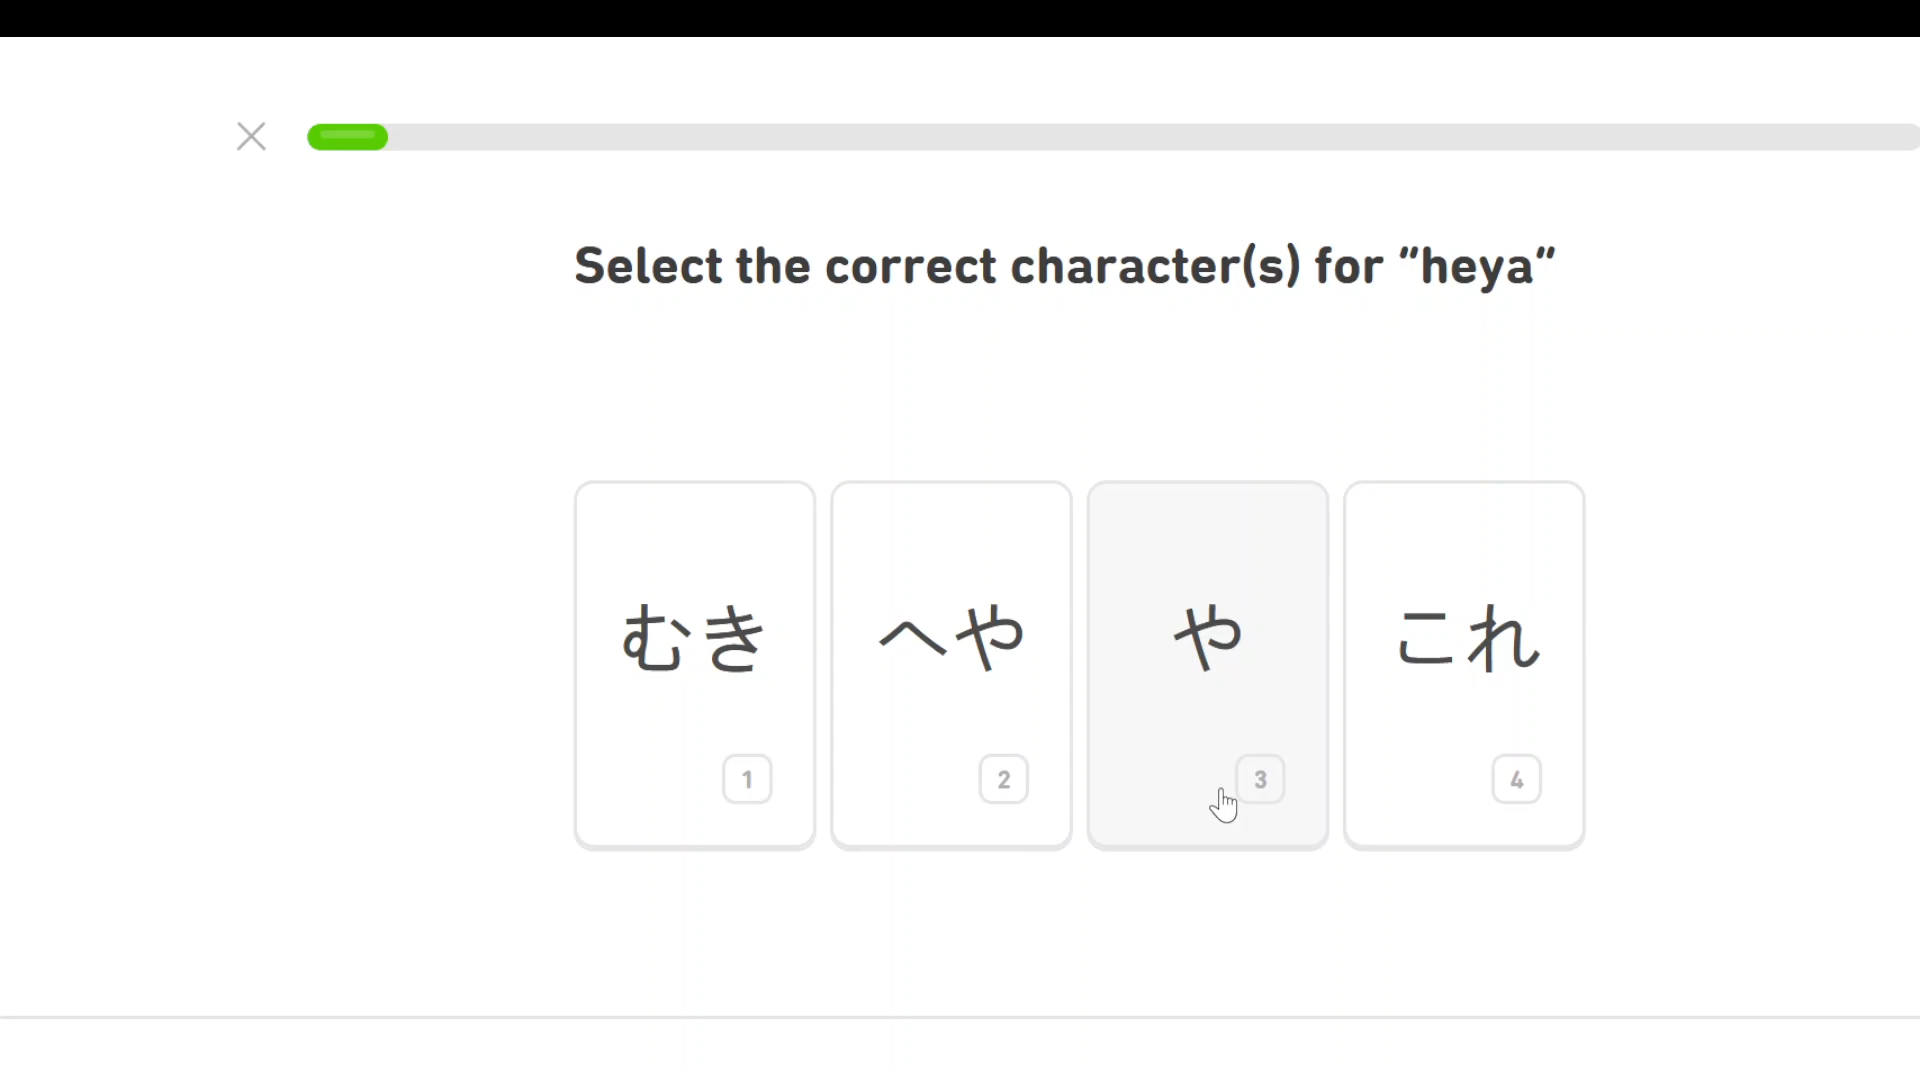 Select the correct character(s) for "heya"
むき
へや
や
これ
1
2
3
4